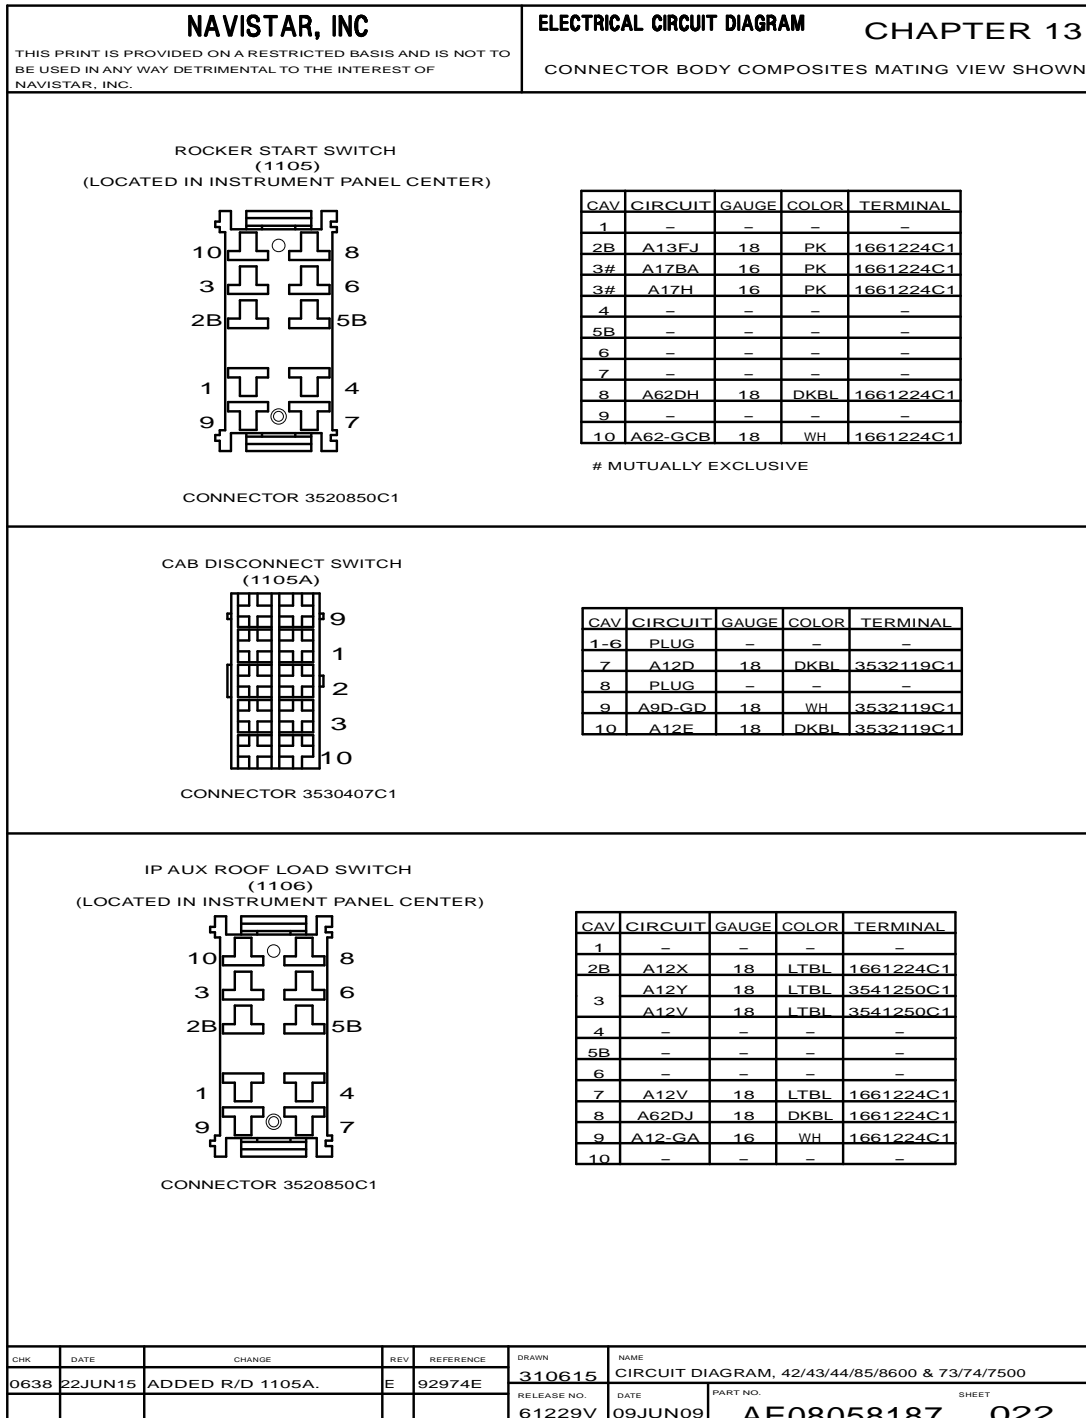 NAVISTAR, INC
THIS PRINT IS PROVIDED ON A RESTRICTED BASIS AND IS NOT TO
BE USED IN ANY WAY DETRIMENTAL TO THE INTEREST OF
NAVISTAR, INC.
ELECTRICAL CIRCUIT DIAGRAM CHAPTER 13
CONNECTOR BODY COMPOSITES MATING VIEW SHOWN
ROCKER START SWITCH
(1105)
(LOCATED IN INSTRUMENT PANEL CENTER)
10 8
3 6
2B 5B
1 4
9 7
CONNECTOR 3520850C1
CAV CIRCUIT GAUGE COLOR TERMINAL
1 – – – –
2B A13FJ 18 PK 1661224C1
3# A17BA 16 PK 1661224C1
3# A17H 16 PK 1661224C1
4 – – – –
5B – – – –
6 – – – –
7 – – – –
8 A62DH 18 DKBL 1661224C1
9 – – – –
10 A62-GCB 18 WH 1661224C1
# MUTUALLY EXCLUSIVE
CAB DISCONNECT SWITCH
(1105A)
9
1
2
3
10
CONNECTOR 3530407C1
CAV CIRCUIT GAUGE COLOR TERMINAL
1-6 PLUG – – –
7 A12D 18 DKBL 3532119C1
8 PLUG – – –
9 A9D-GD 18 WH 3532119C1
10 A12E 18 DKBL 3532119C1
IP AUX ROOF LOAD SWITCH
(1106)
(LOCATED IN INSTRUMENT PANEL CENTER)
10 8
3 6
2B 5B
1 4
9 7
CONNECTOR 3520850C1
CAV CIRCUIT GAUGE COLOR TERMINAL
1 – – – –
2B A12X 18 LTBL 1661224C1
3 A12Y 18 LTBL 3541250C1
A12V 18 LTBL 3541250C1
4 – – – –
5B – – – –
6 – – – –
7 A12V 18 LTBL 1661224C1
8 A62DJ 18 DKBL 1661224C1
9 A12-GA 16 WH 1661224C1
10 – – – –
CHK DATE CHANGE REV REFERENCE
0638 22JUN15 ADDED R/D 1105A. E 92974E
DRAWN
310615
NAME
CIRCUIT DIAGRAM, 42/43/44/85/8600 & 73/74/7500
RELEASE NO.
61229V
DATE
09JUN09
PART NO.
AE08058187
SHEET
022